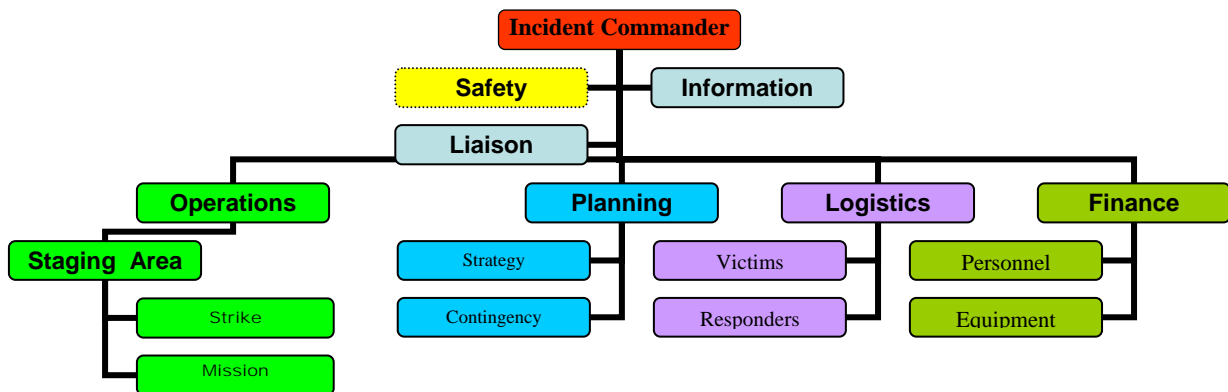 Incident Commander
Safety
Information
Liaison
Operations
Planning
Logistics
Finance
Staging Area
Strategy
Victims
Personnel
Strike
Contingency
Responders
Equipment
Mission